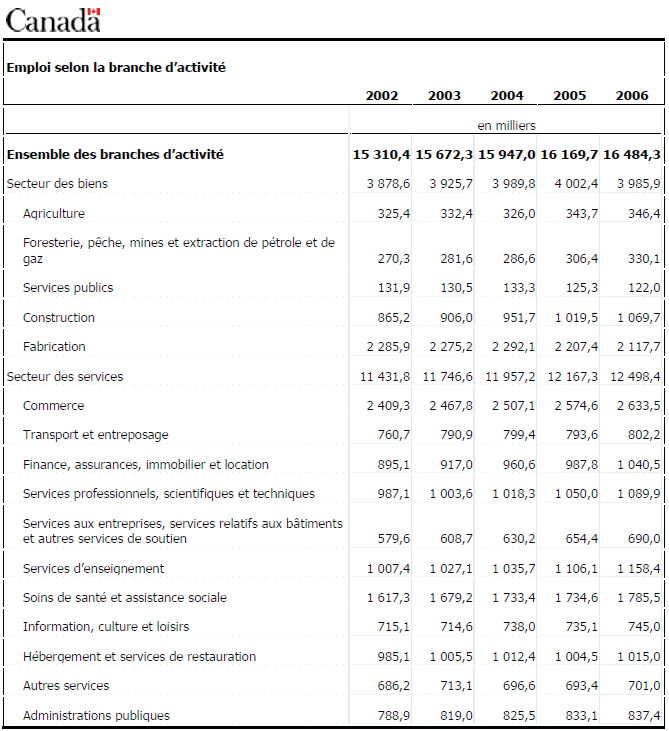 Canada
Emploi selon la branche d’activité
2002 2003 2004 2005 2006
en milliers
Ensemble des branches d’activité 15 310,4 15 672,3 15 947,0 16 169,7 16 484,3
Secteur des biens 3 878,6 3 925,7 3 989,8 4 002,4 3 985,9
Agriculture 325,4 332,4 326,0 343,7 346,4
Foresterie, pêche, mines et extraction de pétrole et de
gaz 270,3 281,6 286,6 306,4 330,1
Services publics 131,9 130,5 133,3 125,3 122,0
Construction 865,2 906,0 951,7 1 019,5 1 069,7
Fabrication 2 285,9 2 275,2 2 292,1 2 207,4 2 117,7
Secteur des services 11 431,8 11 746,6 11 957,2 12 167,3 12 498,4
Commerce 2 409,3 2 467,8 2 507,1 2 574,6 2 633,5
Transport et entreposage 760,7 790,9 799,4 793,6 802,2
Finance, assurances, immobilier et location 895,1 917,0 960,6 987,8 1 040,5
Services professionnels, scientifiques et techniques 987,1 1 003,6 1 018,3 1 050,0 1 089,9
Services aux entreprises, services relatifs aux bâtiments
et autres services de soutien 579,6 608,7 630,2 654,4 690,0
Services d’enseignement 1 007,4 1 027,1 1 035,7 1 106,1 1 158,4
Soins de santé et assistance sociale 1 617,3 1 679,2 1 733,4 1 734,6 1 785,5
Information, culture et loisirs 715,1 714,6 738,0 735,1 745,0
Hébergement et services de restauration 985,1 1 005,5 1 012,4 1 004,5 1 015,0
Autres services 686,2 713,1 696,6 693,4 701,0
Administrations publiques 788,9 819,0 825,5 833,1 837,4